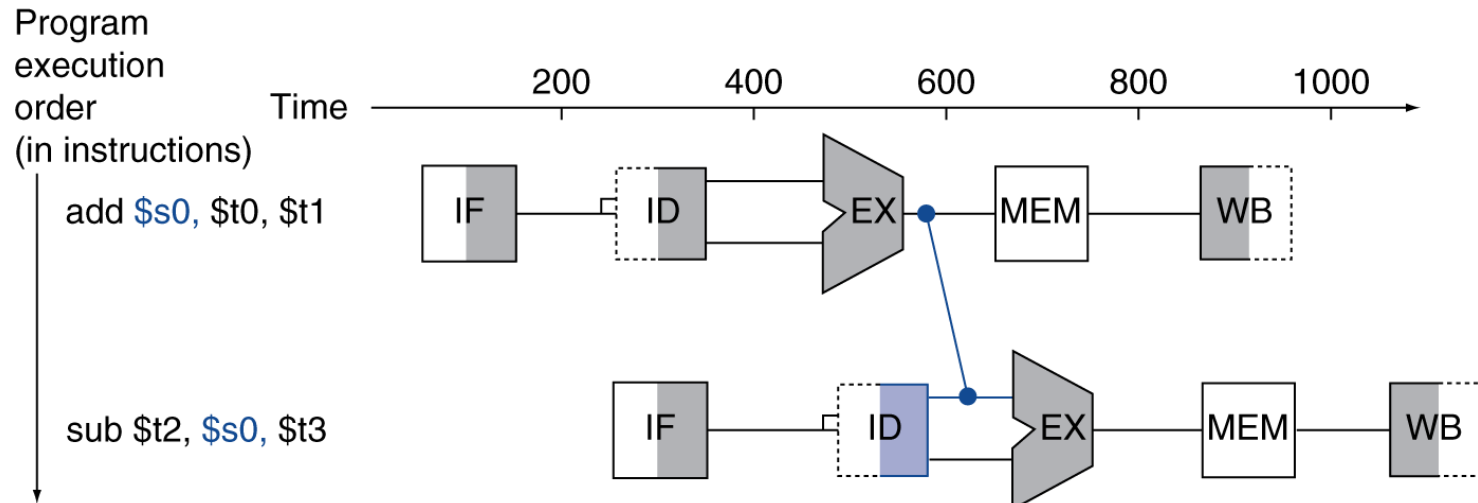 Program
execution
order
(in instructions)
Time
200 400 600 800 1000
add $s0, $t0, $t1
IF ID EX MEM WB
sub $t2, $s0, $t3
IF ID EX MEM WB